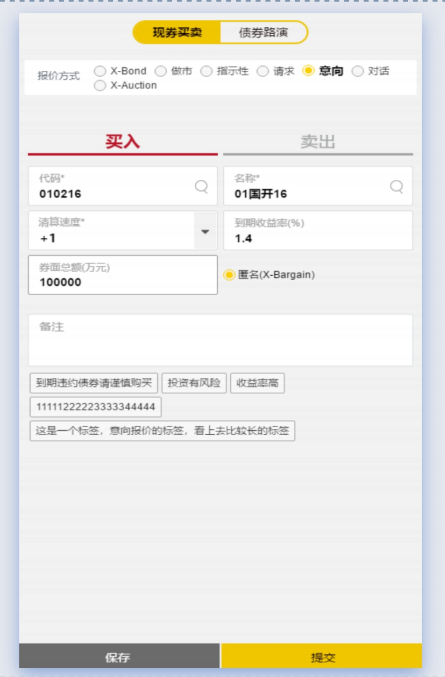 现券买卖 债券路演
报价方式 X-Bond 做市 指示性 请求 意向 对话
X-Auction
买入 卖出
代码* 名称*
010216 01国开16
清算速度* 到期收益率(%)
+1 1.4
券面总额(万元)
100000 匿名(X-Bargain)
备注
到期违约债券请谨慎购买 投资有风险 收益率高
11111222223333344444
这是一个标签，意向报价的标签，看上去比较长的标签
保存 提交